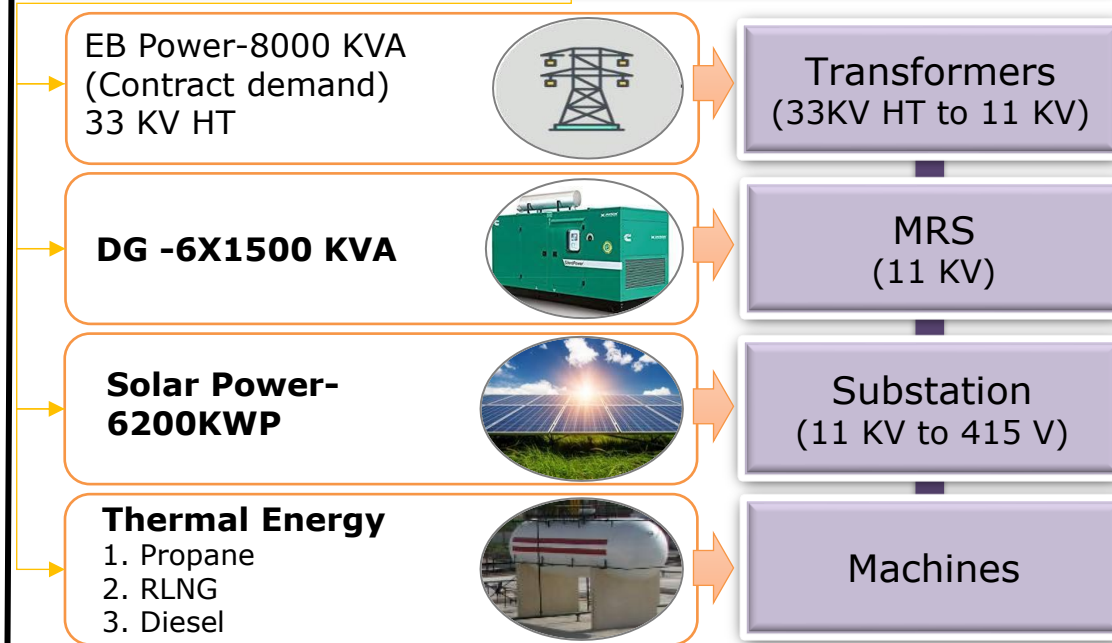 EB Power-8000 KVA
(Contract demand)
33 KV HT
Transformers
(33KV HT to 11 KV)
DG -6X1500 KVA
MRS
(11 KV)
Solar Power-
6200KWP
Substation
(11 KV to 415 V)
Thermal Energy
1. Propane
2. RLNG
3. Diesel
Machines